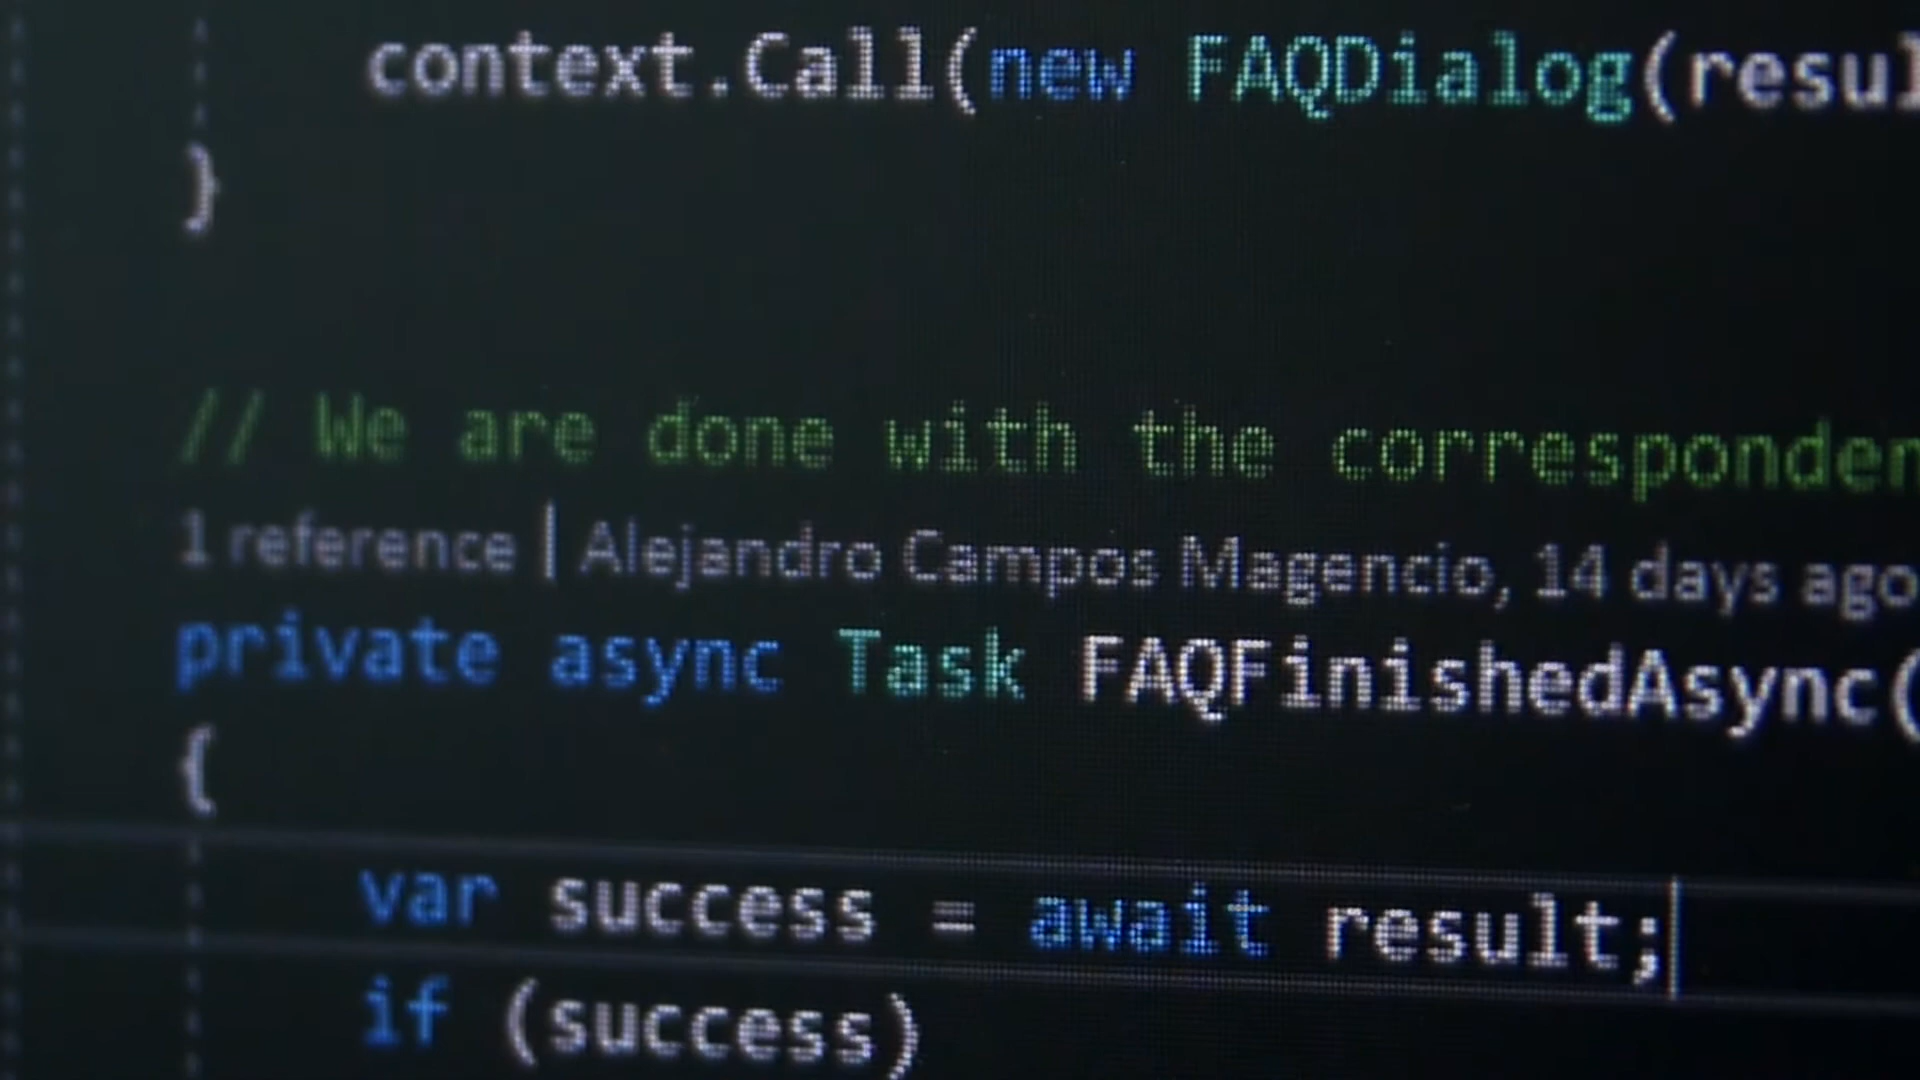 context.Call(new FAQDialog(resul
}
// We are done with the corresponden
1 reference | Alejandro Campos Magencio, 14 days ago
private async Task FAQFinishedAsync(
{
var success = await result;
if (success)